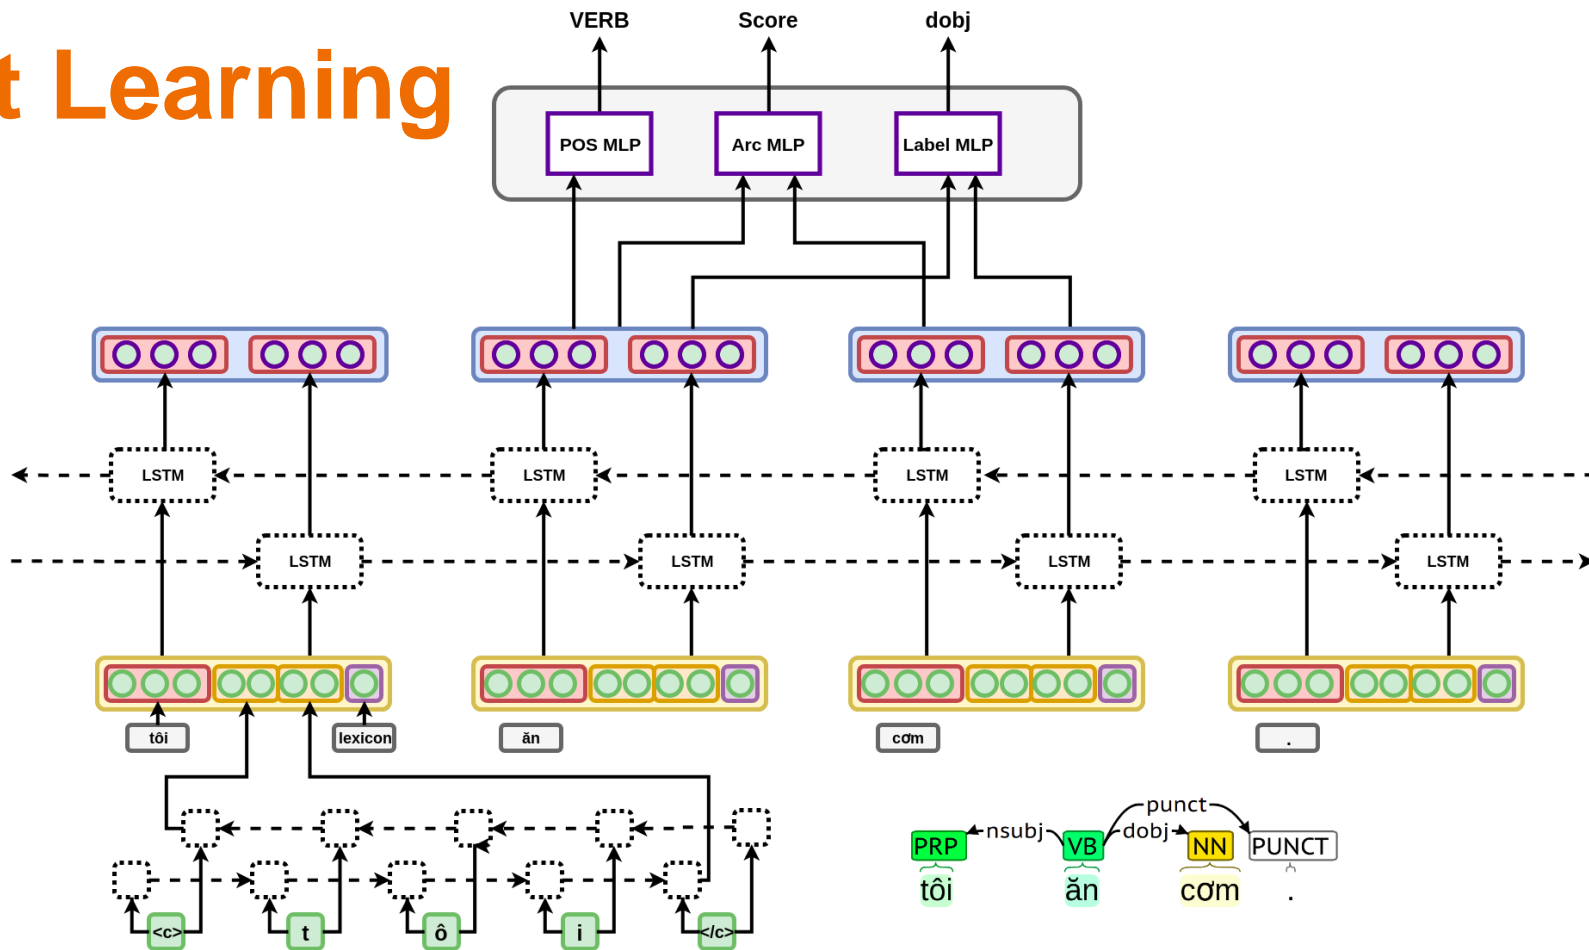 t Learning
VERB Score dobj
POS MLP Arc MLP Label MLP
LSTM LSTM LSTM LSTM
LSTM LSTM LSTM LSTM
tôi lexicon ăn cơm .
punct
nsubj dobj
PRP VB NN PUNCT
tôi ăn cơm .
<c> t ô i </c>